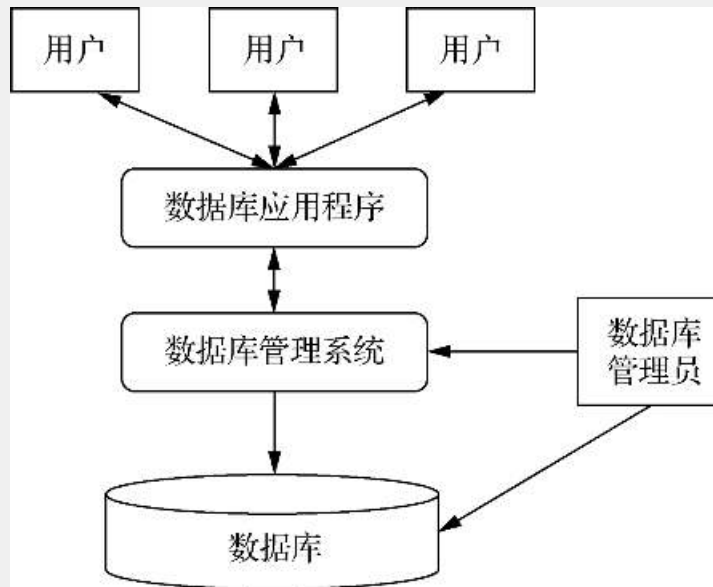 用户
用户
用户
数据库应用程序
数据库管理系统
数据库
管理员
数据库